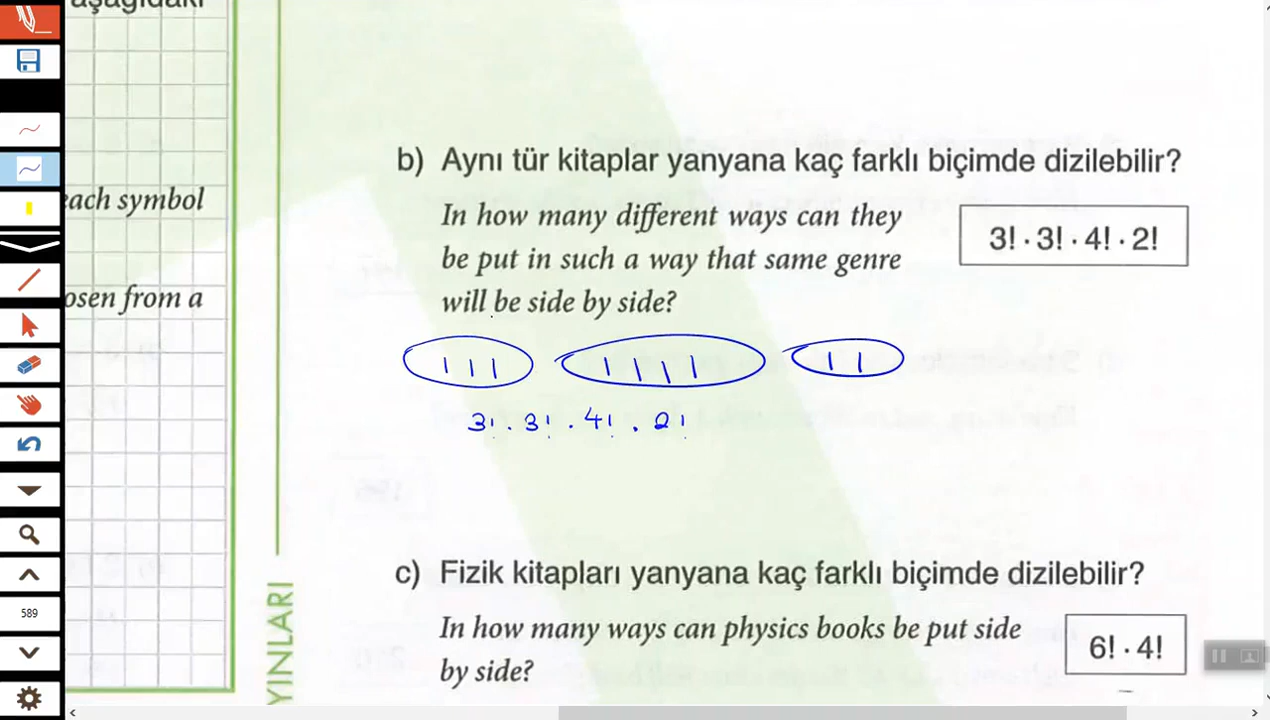 aşağıdaki
each symbol
osen from a
589
YINLARI
b) Aynı tür kitaplar yanyana kaç farklı biçimde dizilebilir?
In how many different ways can they
be put in such a way that same genre
will be side by side?
3! · 3! · 4! · 2!
3! . 3! . 4! . 2!
c) Fizik kitapları yanyana kaç farklı biçimde dizilebilir?
In how many ways can physics books be put side
by side?
6! · 4!